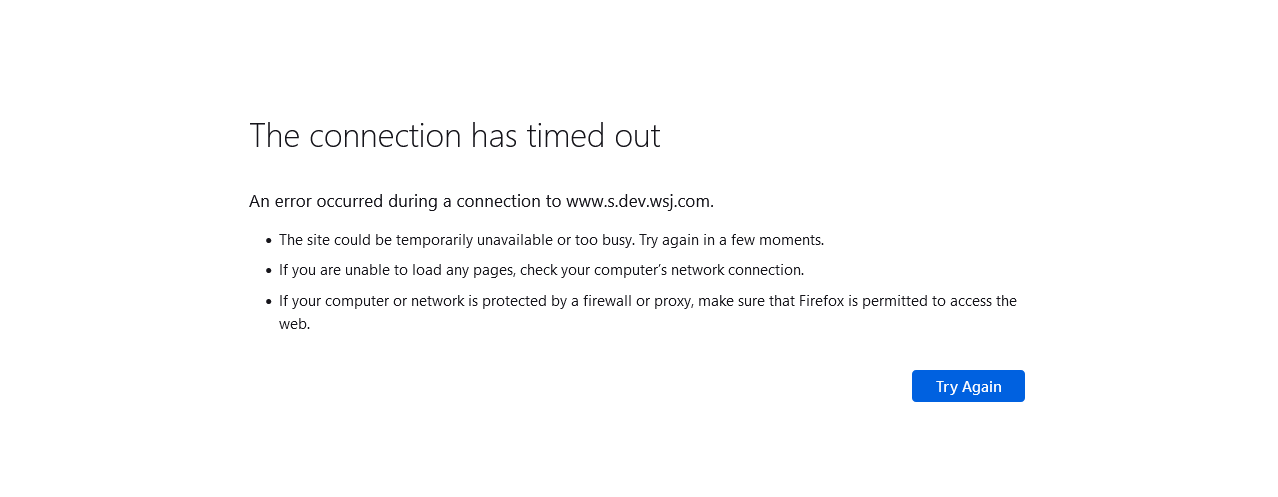 The connection has timed out
An error occurred during a connection to www.s.dev.wsj.com.
• The site could be temporarily unavailable or too busy. Try again in a few moments.
• If you are unable to load any pages, check your computer’s network connection.
• If your computer or network is protected by a firewall or proxy, make sure that Firefox is permitted to access the
web.
Try Again